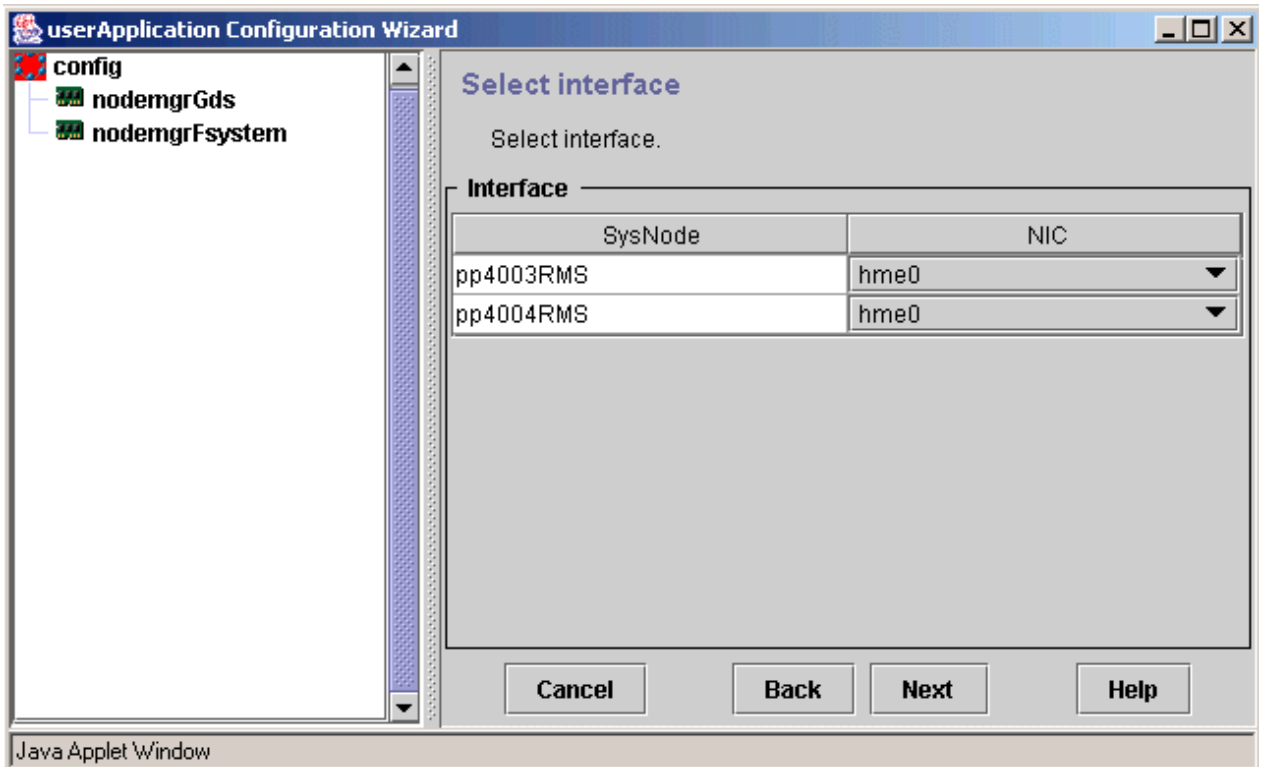 userApplication Configuration Wizard
config
nodemgrGds
nodemgrFsystem
Select interface
Select interface.
Interface
SysNode NIC
pp4003RMS hme0
pp4004RMS hme0
Cancel Back Next Help
Java Applet Window